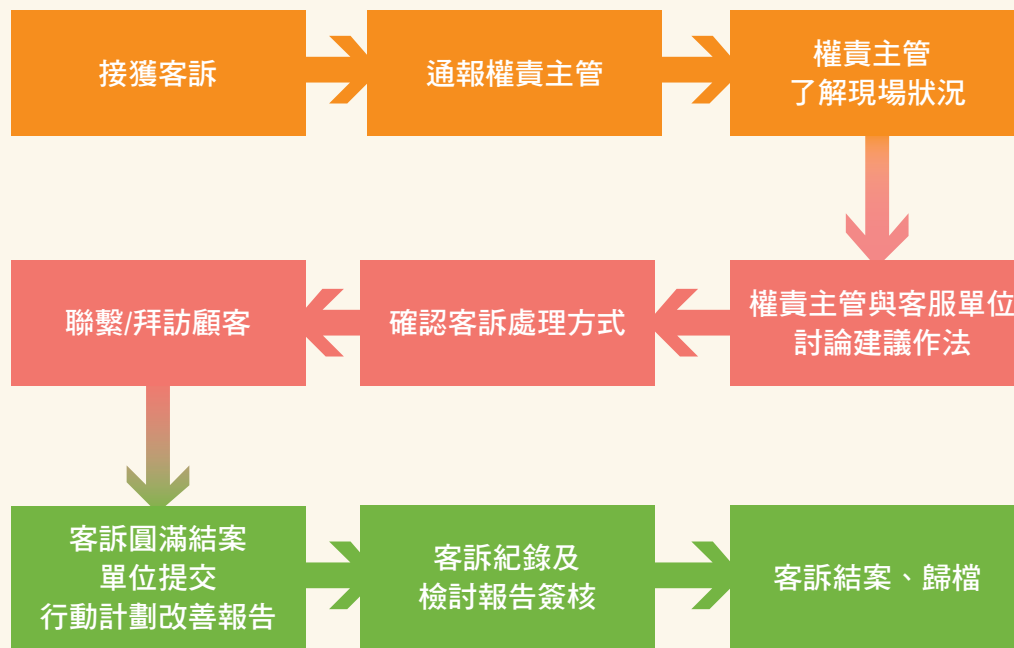 接獲客訴
通報權責主管
權責主管
了解現場狀況
權責主管與客服單位
討論建議作法
確認客訴處理方式
聯繫/拜訪顧客
客訴圓滿結案
單位提交
行動計劃改善報告
客訴紀錄及
檢討報告簽核
客訴結案、歸檔